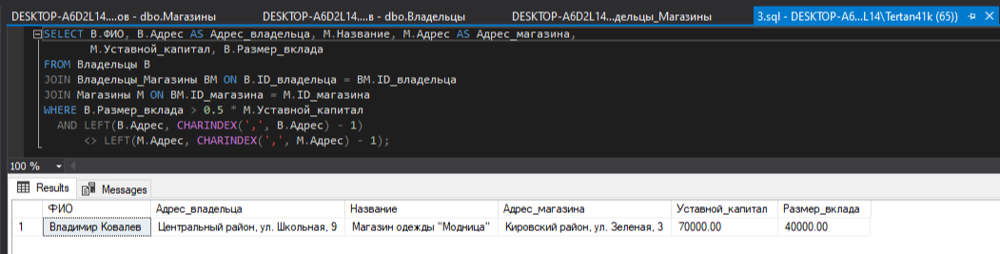 DESKTOP-A6D2L14....ов - dbo.Магазины DESKTOP-A6D2L14...в - dbo.Владельцы DESKTOP-A6D2L14...дельцы_Магазины 3.sql - DESKTOP-A6...L14\Tertan41k (65))
SELECT В.ФИО, В.Адрес AS Адрес_владельца, М.Название, М.Адрес AS Адрес_магазина,
М.Уставной_капитал, В.Размер_вклада
FROM Владельцы В
JOIN Владельцы_Магазины ВМ ON В.ID_владельца = ВМ.ID_владельца
JOIN Магазины М ON ВМ.ID_магазина = М.ID_магазина
WHERE В.Размер_вклада > 0.5 * М.Уставной_капитал
AND LEFT(В.Адрес, CHARINDEX(',', В.Адрес) - 1)
<> LEFT(М.Адрес, CHARINDEX(',', М.Адрес) - 1);
100 %
Results Messages
ФИО Адрес_владельца Название Адрес_магазина Уставной_капитал Размер_вклада
1 Владимир Ковалев Центральный район, ул. Школьная, 9 Магазин одежды "Модница" Кировский район, ул. Зеленая, 3 70000.00 40000.00